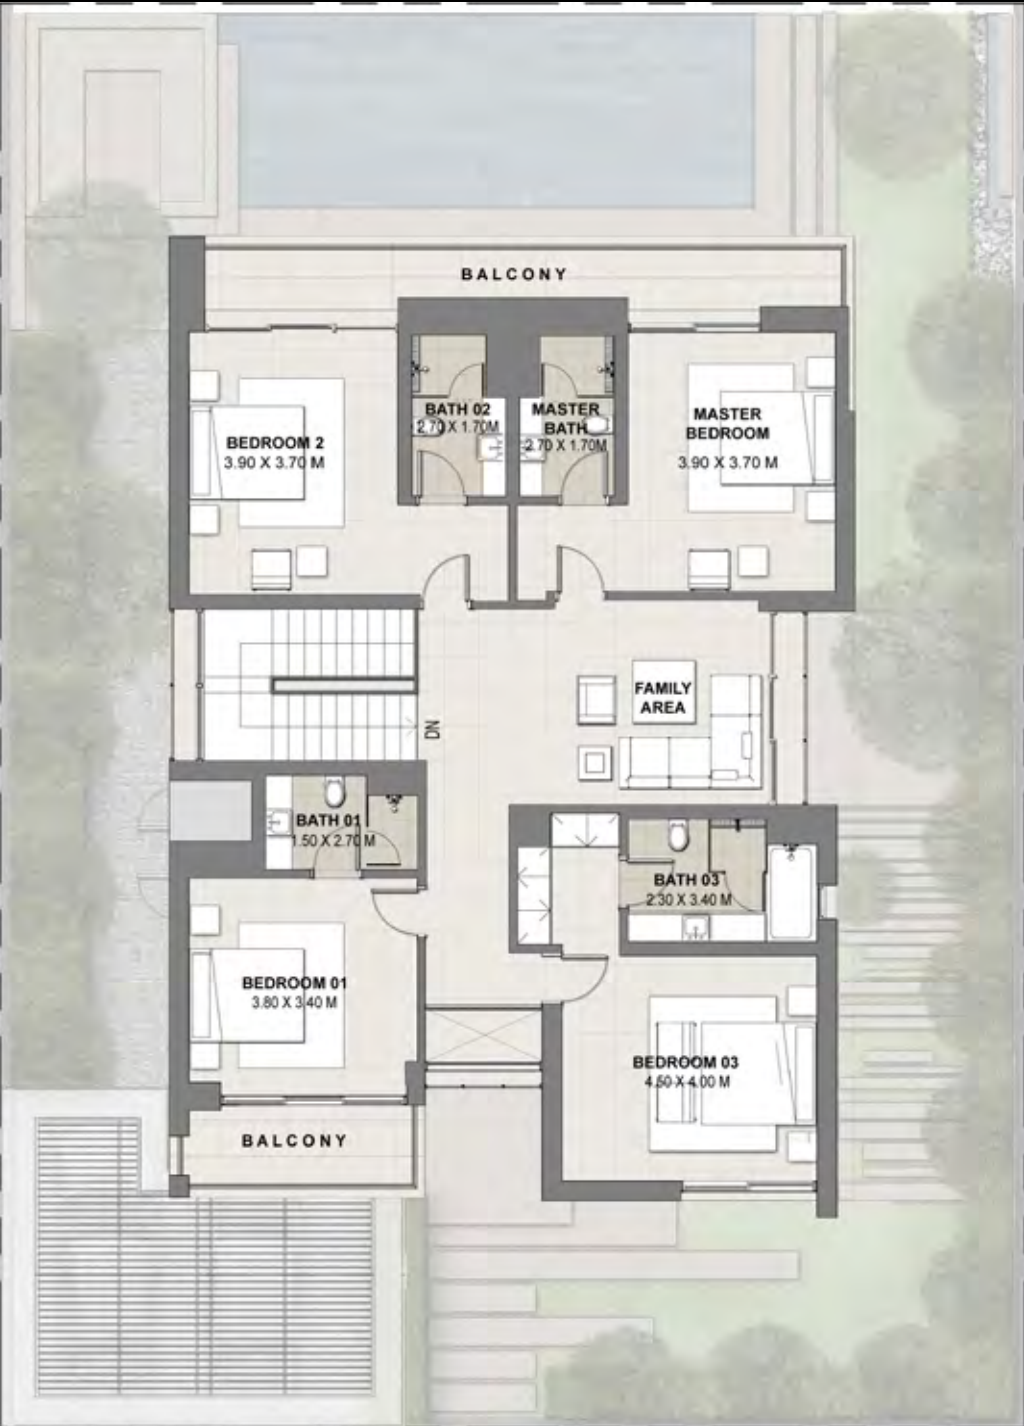 BALCONY
BATH 02
2.70 X 1.70M
MASTER
BATH
2.70 X 1.70M
MASTER
BEDROOM
3.90 X 3.70 M
BEDROOM 2
3.90 X 3.70 M
FAMILY
AREA
DN
BATH 01
1.50 X 2.70 M
BATH 03
2.30 X 3.40 M
BEDROOM 01
3.80 X 3.40 M
BEDROOM 03
4.50 X 4.00 M
BALCONY